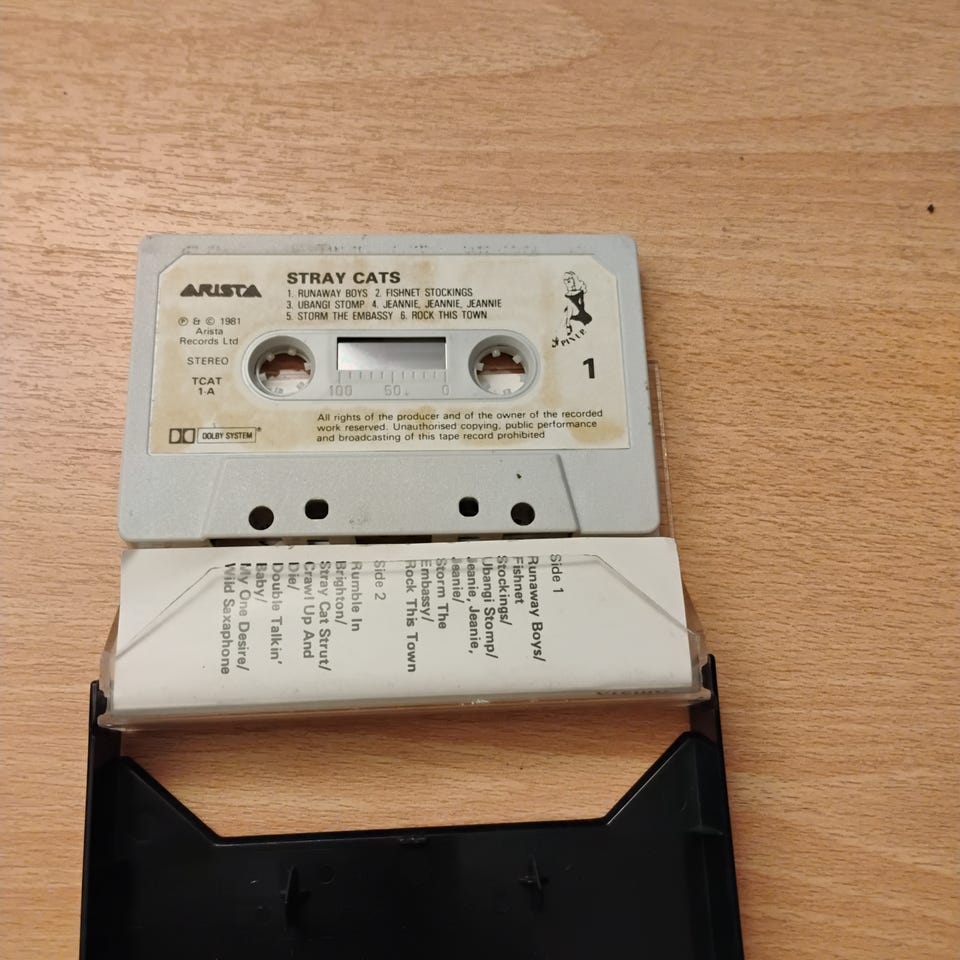 STRAY CATS
ARISTA
1. RUNAWAY BOYS 2. FISHNET STOCKINGS
3. UBANGI STOMP 4. JEANNIE, JEANNIE, JEANNIE
5. STORM THE EMBASSY 6. ROCK THIS TOWN
℗ & © 1981
Arista
Records Ltd
STEREO
TCAT
1-A
1
100 50 0
DOLBY SYSTEM
All rights of the producer and of the owner of the recorded
work reserved. Unauthorised copying, public performance
and broadcasting of this tape record prohibited
Side 1
Runaway Boys/
Fishnet
Stockings/
Ubangi Stomp/
Jeanie, Jeanie,
Jeanie/
Storm The
Embassy/
Rock This Town
Side 2
Rumble In
Brighton/
Stray Cat Strut/
Crawl Up And
Die/
Double Talkin'
Baby/
My One Desire/
Wild Saxaphone